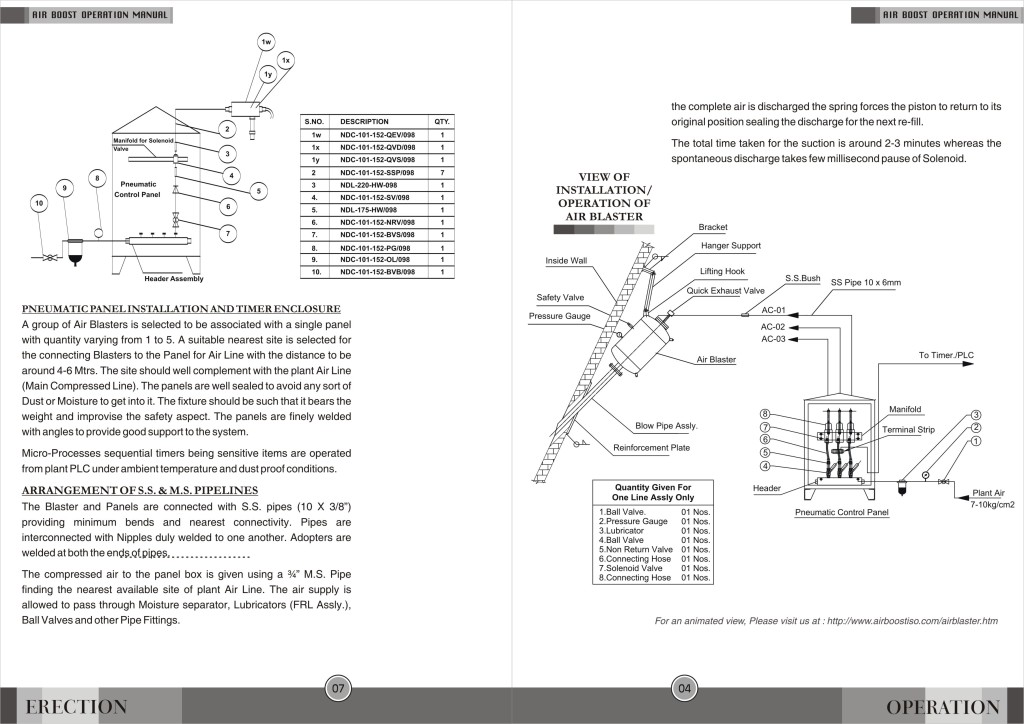 AIR BOOST OPERATION MANUAL
1w
1x
1y
2
Manifold for Solenoid
Valve
3
4
Pneumatic
Control Panel
5
8
9
10
6
7
Header Assembly
S.NO. DESCRIPTION QTY.
1w NDC-101-152-QEV/098 1
1x NDC-101-152-QVD/098 1
1y NDC-101-152-QVS/098 1
2 NDC-101-152-SSP/098 7
3 NDL-220-HW-098 1
4. NDC-101-152-SV/098 1
5. NDL-175-HW/098 1
6. NDC-101-152-NRV/098 1
7. NDC-101-152-BVS/098 1
8. NDC-101-152-PG/098 1
9. NDC-101-152-OL/098 1
10. NDC-101-152-BVB/098 1
PNEUMATIC PANEL INSTALLATION AND TIMER ENCLOSURE
A group of Air Blasters is selected to be associated with a single panel
with quantity varying from 1 to 5. A suitable nearest site is selected for
the connecting Blasters to the Panel for Air Line with the distance to be
around 4-6 Mtrs. The site should well complement with the plant Air Line
(Main Compressed Line). The panels are well sealed to avoid any sort of
Dust or Moisture to get into it. The fixture should be such that it bears the
weight and improvise the safety aspect. The panels are finely welded
with angles to provide good support to the system.
Micro-Processes sequential timers being sensitive items are operated
from plant PLC under ambient temperature and dust proof conditions.
ARRANGEMENT OF S.S. & M.S. PIPELINES
The Blaster and Panels are connected with S.S. pipes (10 X 3/8")
providing minimum bends and nearest connectivity. Pipes are
interconnected with Nipples duly welded to one another. Adopters are
welded at both the ends of pipes.
The compressed air to the panel box is given using a ¾" M.S. Pipe
finding the nearest available site of plant Air Line. The air supply is
allowed to pass through Moisture separator, Lubricators (FRL Assly.),
Ball Valves and other Pipe Fittings.
07
ERECTION
AIR BOOST OPERATION MANUAL
the complete air is discharged the spring forces the piston to return to its
original position sealing the discharge for the next re-fill.
The total time taken for the suction is around 2-3 minutes whereas the
spontaneous discharge takes few millisecond pause of Solenoid.
VIEW OF
INSTALLATION/
OPERATION OF
AIR BLASTER
Bracket
Hanger Support
Inside Wall
Lifting Hook
S.S.Bush
SS Pipe 10 x 6mm
Safety Valve
Quick Exhaust Valve
Pressure Gauge
AC-01
AC-02
AC-03
To Timer./PLC
Air Blaster
Manifold
8
3
Blow Pipe Assly.
7
Terminal Strip
2
6
1
Reinforcement Plate
5
4
Header
Plant Air
7-10kg/cm2
Pneumatic Control Panel
Quantity Given For
One Line Assly Only
1.Ball Valve. 01 Nos.
2.Pressure Gauge 01 Nos.
3.Lubricator 01 Nos.
4.Ball Valve 01 Nos.
5.Non Return Valve 01 Nos.
6.Connecting Hose 01 Nos.
7.Solenoid Valve 01 Nos.
8.Connecting Hose 01 Nos.
For an animated view, Please visit us at : http://www.airboostiso.com/airblaster.htm
04
OPERATION